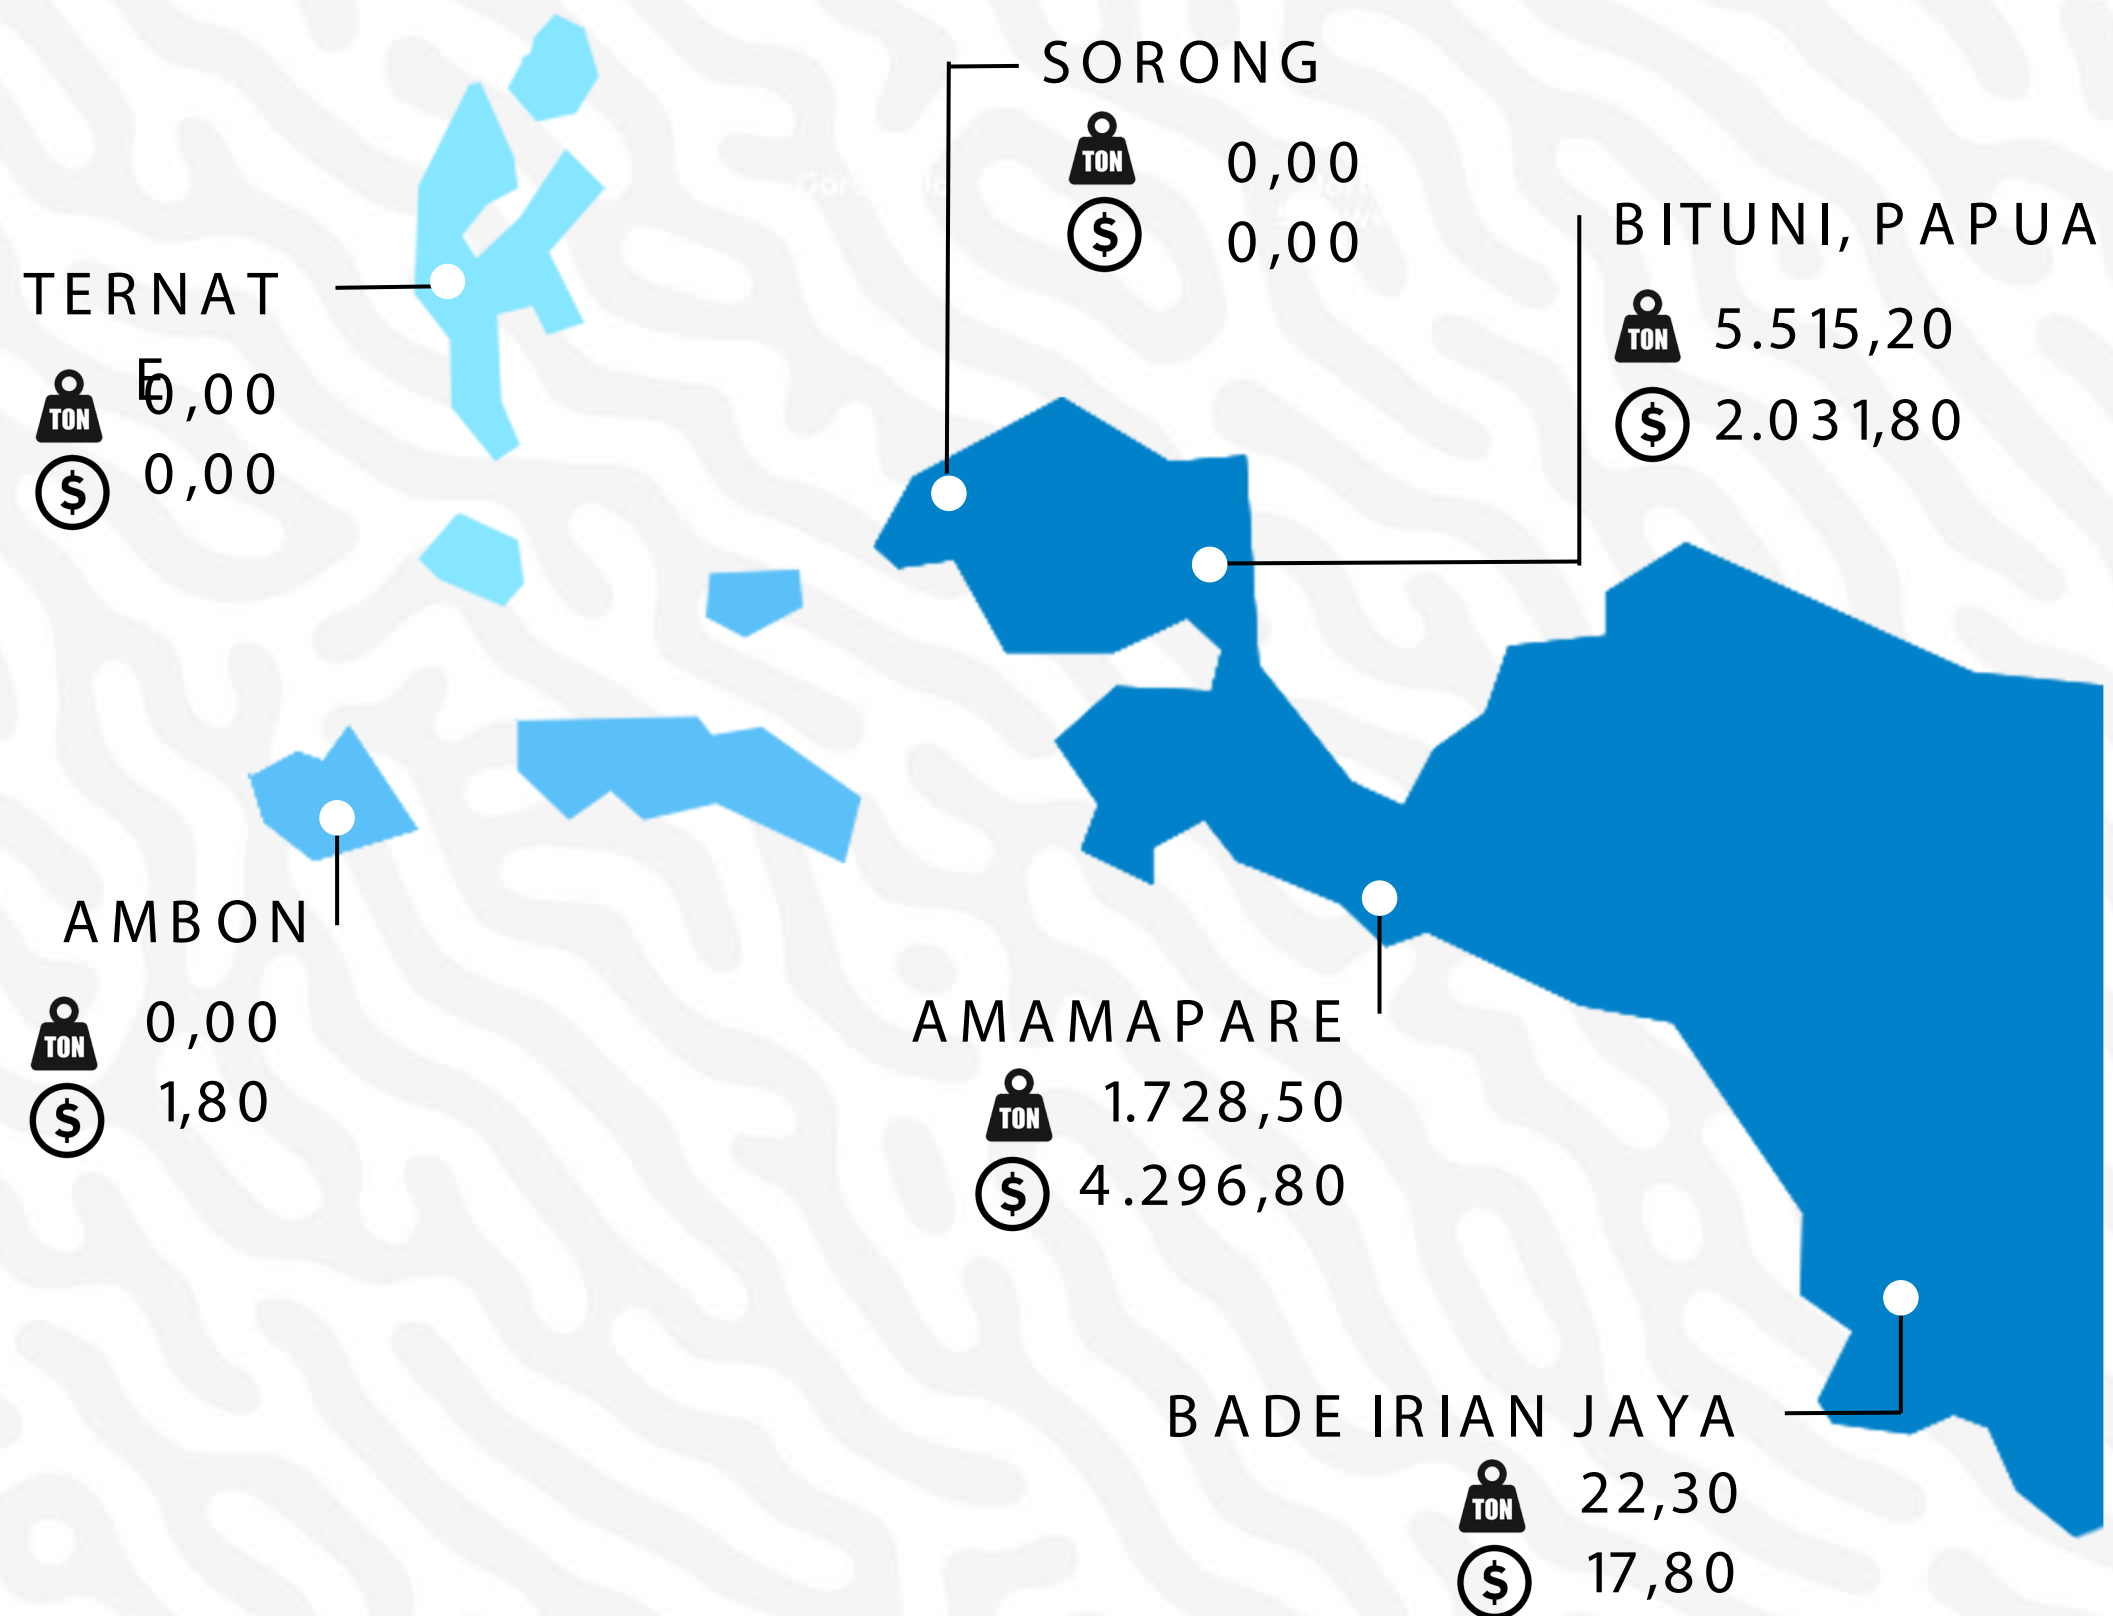 SORONG
TON 0,00
$ 0,00
BITUNI, PAPUA
TON 5.515,20
$ 2.031,80
TERNAT
E
TON 0,00
$ 0,00
AMBON
TON 0,00
$ 1,80
AMAMAPARE
TON 1.728,50
$ 4.296,80
BADE IRIAN JAYA
TON 22,30
$ 17,80